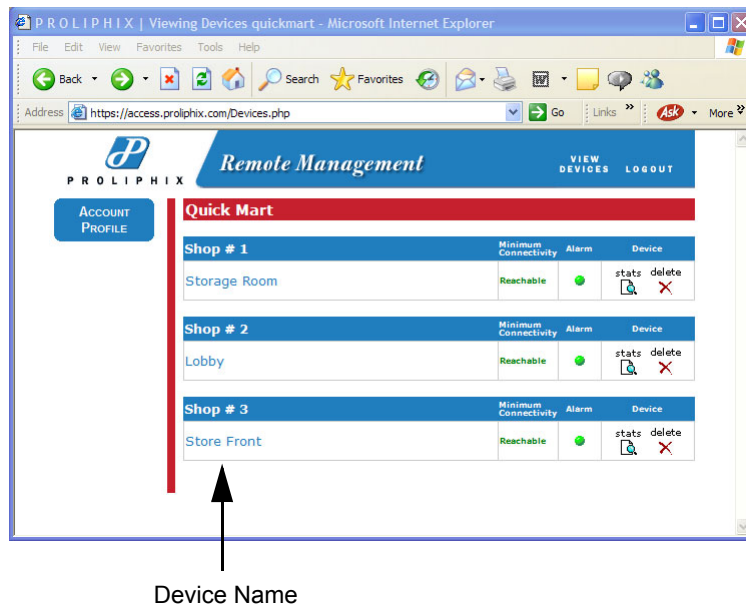 P R O L I P H I X | Viewing Devices quickmart - Microsoft Internet Explorer
File Edit View Favorites Tools Help
Back Search Favorites
Address https://access.proliphix.com/Devices.php Go Links » Ask More »
PROLIPHIX
Remote Management
VIEW DEVICES LOGOUT
ACCOUNT PROFILE
Quick Mart
Shop # 1 Minimum Connectivity Alarm Device
Storage Room Reachable stats delete
Shop # 2 Minimum Connectivity Alarm Device
Lobby Reachable stats delete
Shop # 3 Minimum Connectivity Alarm Device
Store Front Reachable stats delete
Device Name